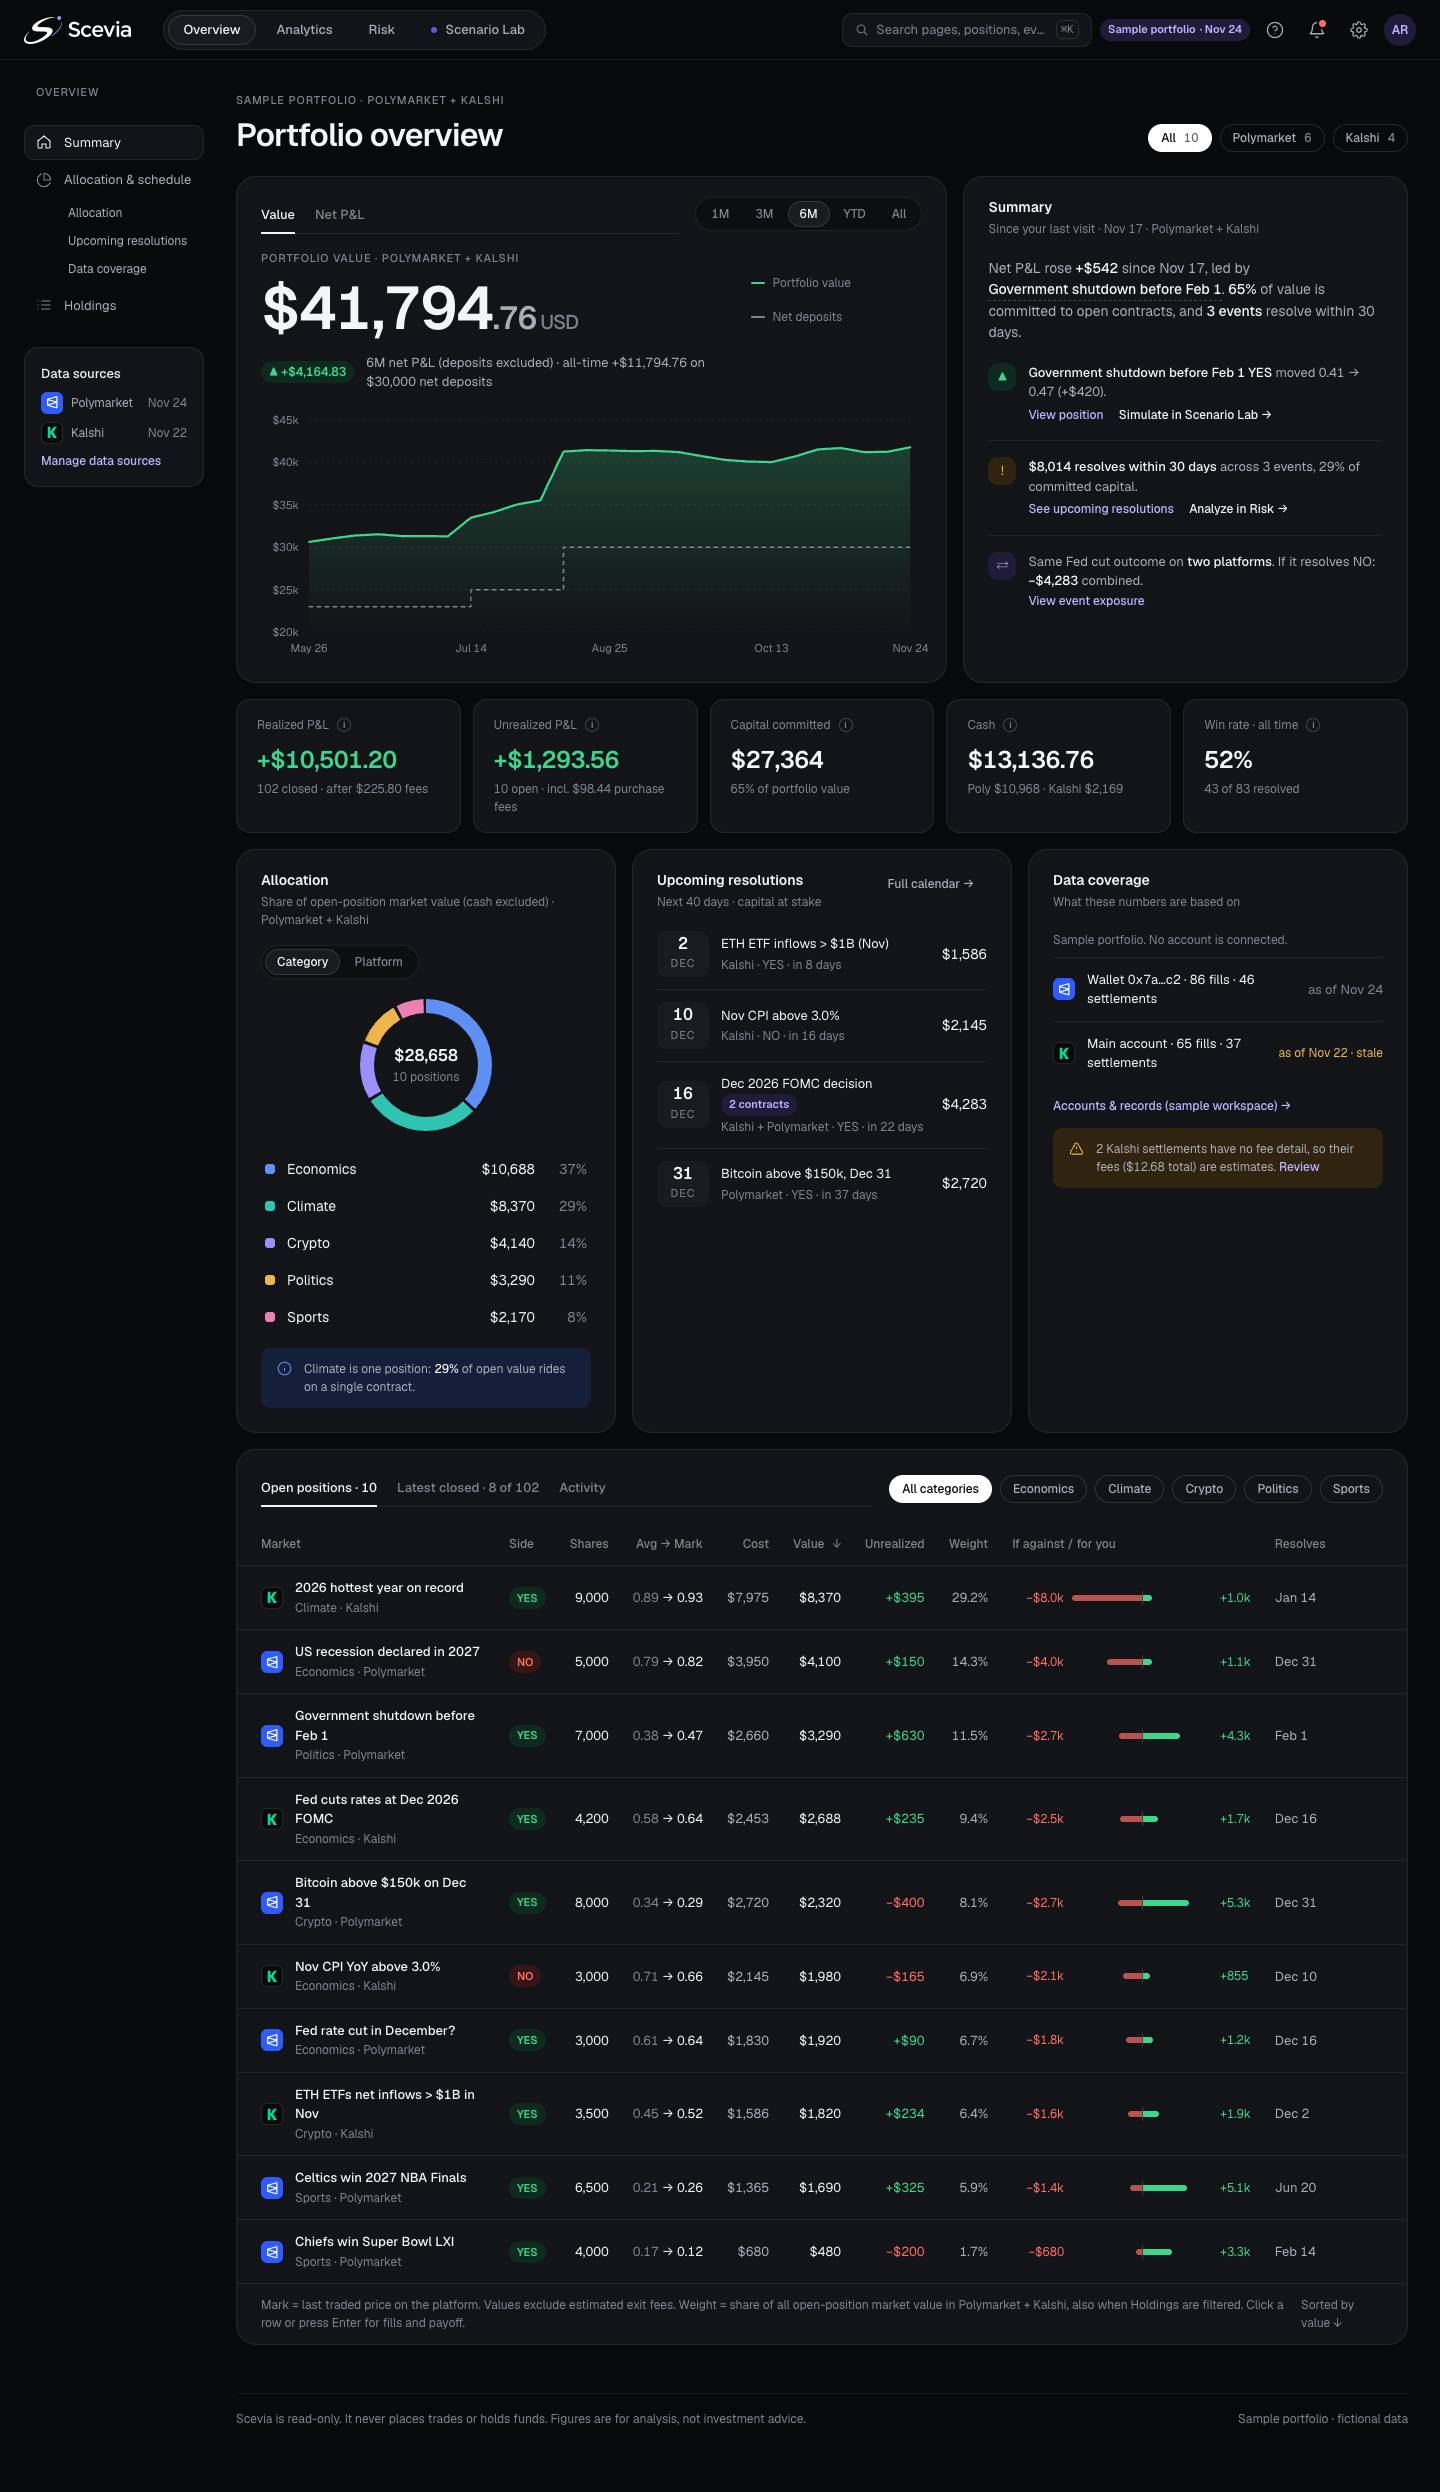 Scevia
Overview Analytics Risk Scenario Lab
Search pages, positions, ev... ⌘K
Sample portfolio · Nov 24
AR
OVERVIEW
Summary
Allocation & schedule
Allocation
Upcoming resolutions
Data coverage
Holdings
Data sources
Polymarket Nov 24
Kalshi Nov 22
Manage data sources
SAMPLE PORTFOLIO · POLYMARKET + KALSHI
Portfolio overview
All 10 Polymarket 6 Kalshi 4
Value Net P&L
1M 3M 6M YTD All
PORTFOLIO VALUE · POLYMARKET + KALSHI
$41,794.76 USD
Portfolio value
Net deposits
▲ +$4,164.83
6M net P&L (deposits excluded) · all-time +$11,794.76 on
$30,000 net deposits
$45k
$40k
$35k
$30k
$25k
$20k
May 26 Jul 14 Aug 25 Oct 13 Nov 24
Summary
Since your last visit · Nov 17 · Polymarket + Kalshi
Net P&L rose +$542 since Nov 17, led by
Government shutdown before Feb 1. 65% of value is
committed to open contracts, and 3 events resolve within 30
days.
▲
Government shutdown before Feb 1 YES moved 0.41 →
0.47 (+$420).
View position Simulate in Scenario Lab →
!
$8,014 resolves within 30 days across 3 events, 29% of
committed capital.
See upcoming resolutions Analyze in Risk →
Same Fed cut outcome on two platforms. If it resolves NO:
−$4,283 combined.
View event exposure
Realized P&L i
+$10,501.20
102 closed · after $225.80 fees
Unrealized P&L i
+$1,293.56
10 open · incl. $98.44 purchase
fees
Capital committed i
$27,364
65% of portfolio value
Cash i
$13,136.76
Poly $10,968 · Kalshi $2,169
Win rate · all time i
52%
43 of 83 resolved
Allocation
Share of open-position market value (cash excluded) ·
Polymarket + Kalshi
Category Platform
$28,658
10 positions
Economics $10,688 37%
Climate $8,370 29%
Crypto $4,140 14%
Politics $3,290 11%
Sports $2,170 8%
Climate is one position: 29% of open value rides
on a single contract.
Upcoming resolutions
Full calendar →
Next 40 days · capital at stake
2 DEC
ETH ETF inflows > $1B (Nov)
Kalshi · YES · in 8 days
$1,586
10 DEC
Nov CPI above 3.0%
Kalshi · NO · in 16 days
$2,145
16 DEC
Dec 2026 FOMC decision
2 contracts
Kalshi + Polymarket · YES · in 22 days
$4,283
31 DEC
Bitcoin above $150k, Dec 31
Polymarket · YES · in 37 days
$2,720
Data coverage
What these numbers are based on
Sample portfolio. No account is connected.
Wallet 0x7a…c2 · 86 fills · 46
settlements
as of Nov 24
Main account · 65 fills · 37
settlements
as of Nov 22 · stale
Accounts & records (sample workspace) →
2 Kalshi settlements have no fee detail, so their
fees ($12.68 total) are estimates. Review
Open positions · 10 Latest closed · 8 of 102 Activity
All categories Economics Climate Crypto Politics Sports
Market Side Shares Avg → Mark Cost Value ↓ Unrealized Weight If against / for you Resolves
2026 hottest year on record
Climate · Kalshi
YES 9,000 0.89 → 0.93 $7,975 $8,370 +$395 29.2% −$8.0k +1.0k Jan 14
US recession declared in 2027
Economics · Polymarket
NO 5,000 0.79 → 0.82 $3,950 $4,100 +$150 14.3% −$4.0k +1.1k Dec 31
Government shutdown before
Feb 1
Politics · Polymarket
YES 7,000 0.38 → 0.47 $2,660 $3,290 +$630 11.5% −$2.7k +4.3k Feb 1
Fed cuts rates at Dec 2026
FOMC
Economics · Kalshi
YES 4,200 0.58 → 0.64 $2,453 $2,688 +$235 9.4% −$2.5k +1.7k Dec 16
Bitcoin above $150k on Dec
31
Crypto · Polymarket
YES 8,000 0.34 → 0.29 $2,720 $2,320 −$400 8.1% −$2.7k +5.3k Dec 31
Nov CPI YoY above 3.0%
Economics · Kalshi
NO 3,000 0.71 → 0.66 $2,145 $1,980 −$165 6.9% −$2.1k +855 Dec 10
Fed rate cut in December?
Economics · Polymarket
YES 3,000 0.61 → 0.64 $1,830 $1,920 +$90 6.7% −$1.8k +1.2k Dec 16
ETH ETFs net inflows > $1B in
Nov
Crypto · Kalshi
YES 3,500 0.45 → 0.52 $1,586 $1,820 +$234 6.4% −$1.6k +1.9k Dec 2
Celtics win 2027 NBA Finals
Sports · Polymarket
YES 6,500 0.21 → 0.26 $1,365 $1,690 +$325 5.9% −$1.4k +5.1k Jun 20
Chiefs win Super Bowl LXI
Sports · Polymarket
YES 4,000 0.17 → 0.12 $680 $480 −$200 1.7% −$680 +3.3k Feb 14
Mark = last traded price on the platform. Values exclude estimated exit fees. Weight = share of all open-position market value in Polymarket + Kalshi, also when Holdings are filtered. Click a
row or press Enter for fills and payoff.
Sorted by
value ↓
Scevia is read-only. It never places trades or holds funds. Figures are for analysis, not investment advice.
Sample portfolio · fictional data